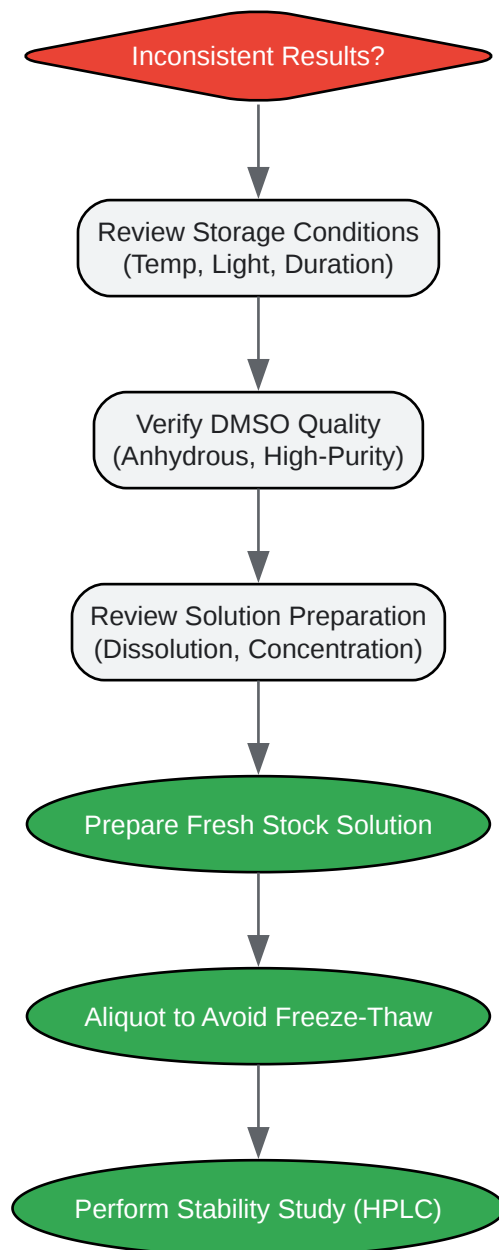 Inconsistent Results?
Review Storage Conditions
(Temp, Light, Duration)
Verify DMSO Quality
(Anhydrous, High-Purity)
Review Solution Preparation
(Dissolution, Concentration)
Prepare Fresh Stock Solution
Aliquot to Avoid Freeze-Thaw
Perform Stability Study (HPLC)